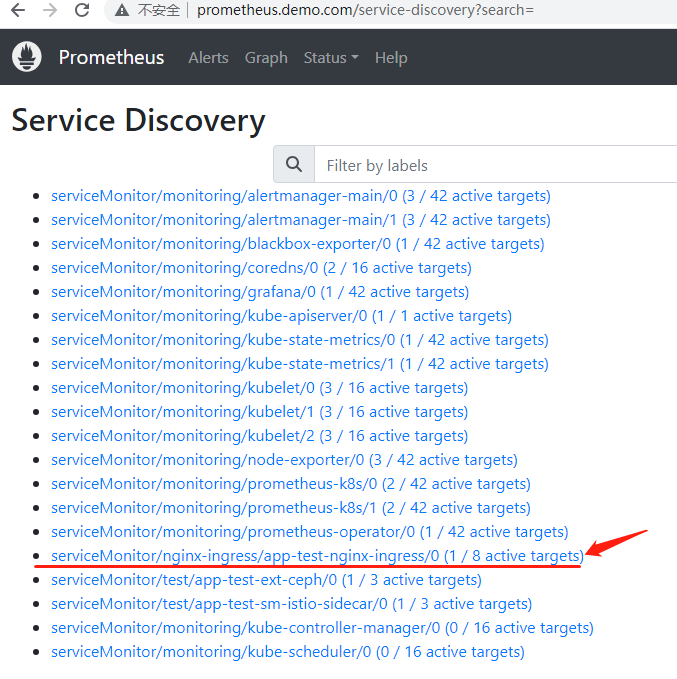 不安全 prometheus.demo.com/service-discovery?search=
Prometheus Alerts Graph Status Help
Service Discovery
Filter by labels
serviceMonitor/monitoring/alertmanager-main/0 (3 / 42 active targets)
serviceMonitor/monitoring/alertmanager-main/1 (3 / 42 active targets)
serviceMonitor/monitoring/blackbox-exporter/0 (1 / 42 active targets)
serviceMonitor/monitoring/coredns/0 (2 / 16 active targets)
serviceMonitor/monitoring/grafana/0 (1 / 42 active targets)
serviceMonitor/monitoring/kube-apiserver/0 (1 / 1 active targets)
serviceMonitor/monitoring/kube-state-metrics/0 (1 / 42 active targets)
serviceMonitor/monitoring/kube-state-metrics/1 (1 / 42 active targets)
serviceMonitor/monitoring/kubelet/0 (3 / 16 active targets)
serviceMonitor/monitoring/kubelet/1 (3 / 16 active targets)
serviceMonitor/monitoring/kubelet/2 (3 / 16 active targets)
serviceMonitor/monitoring/node-exporter/0 (3 / 42 active targets)
serviceMonitor/monitoring/prometheus-k8s/0 (2 / 42 active targets)
serviceMonitor/monitoring/prometheus-k8s/1 (2 / 42 active targets)
serviceMonitor/monitoring/prometheus-operator/0 (1 / 42 active targets)
serviceMonitor/nginx-ingress/app-test-nginx-ingress/0 (1 / 8 active targets)
serviceMonitor/test/app-test-ext-ceph/0 (1 / 3 active targets)
serviceMonitor/test/app-test-sm-istio-sidecar/0 (1 / 3 active targets)
serviceMonitor/monitoring/kube-controller-manager/0 (0 / 16 active targets)
serviceMonitor/monitoring/kube-scheduler/0 (0 / 16 active targets)